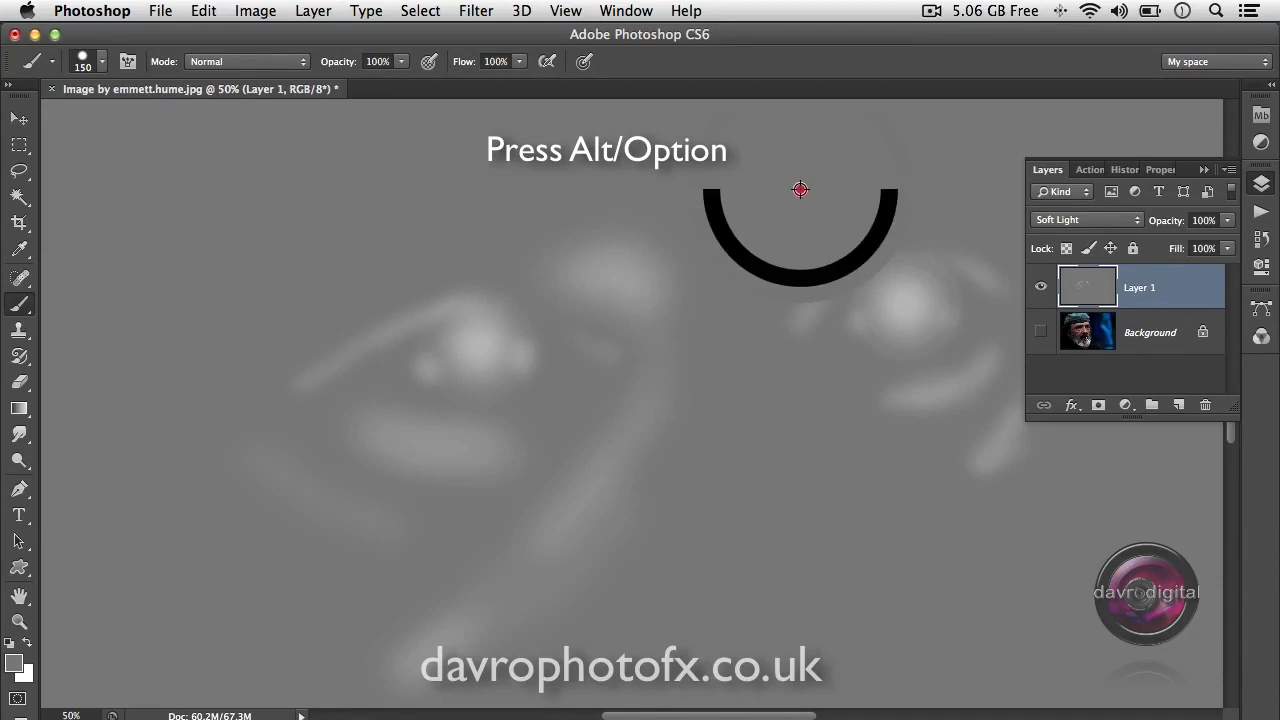 Photoshop File Edit Image Layer Type Select Filter 3D View Window Help 5.06 GB Free
Adobe Photoshop CS6
150 Mode: Normal Opacity: 100% Flow: 100% My space
Image by emmett.hume.jpg @ 50% (Layer 1, RGB/8*) *
Press Alt/Option
Layers Action Histor Proper
Kind
Soft Light Opacity: 100%
Lock: Fill: 100%
Layer 1
Background
Mb
davro digital
davrophotofx.co.uk
50% Doc: 60.2M/67.3M